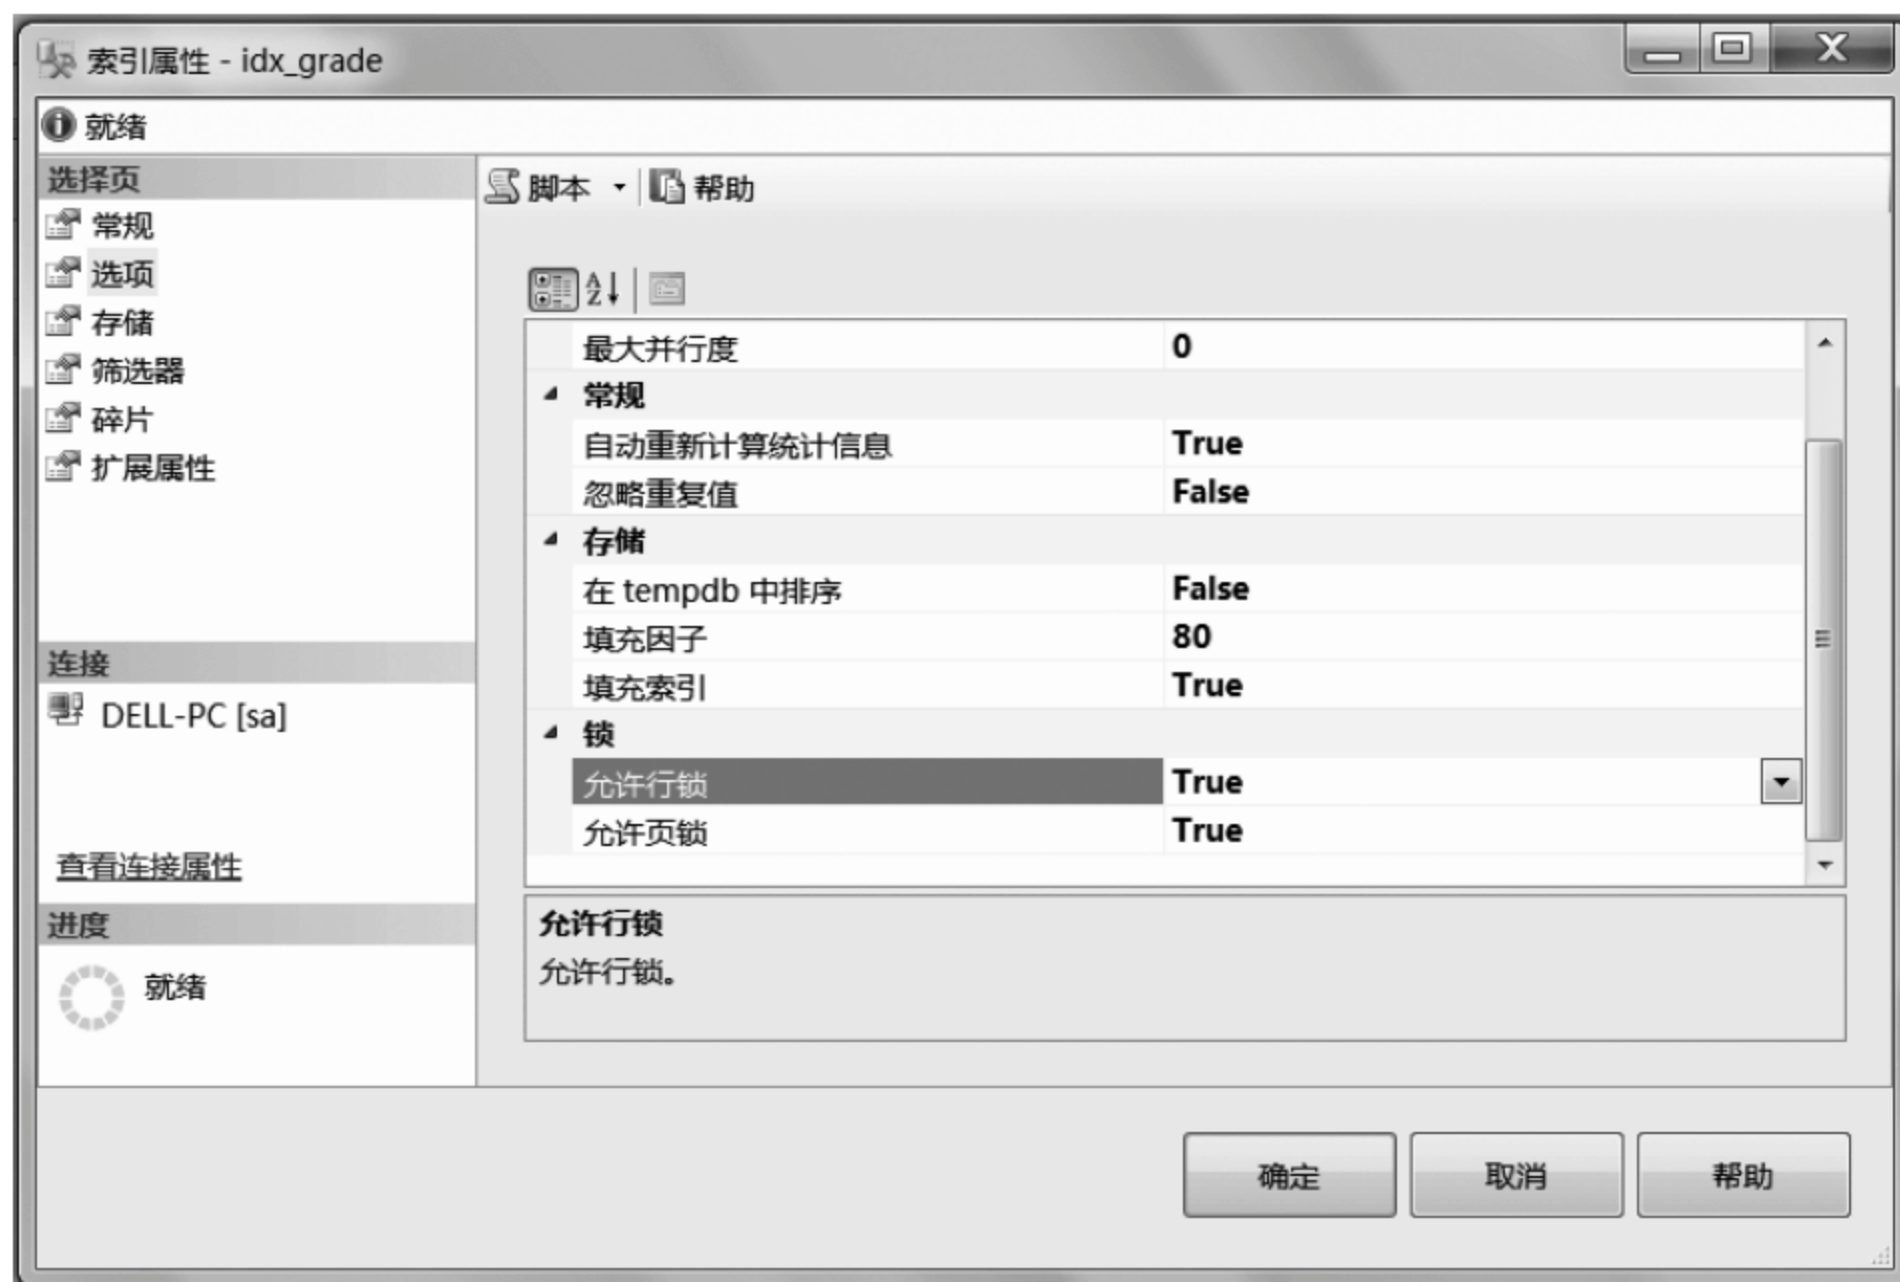 索引属性 - idx_grade
就绪
选择页
常规
选项
存储
筛选器
碎片
扩展属性
连接
DELL-PC [sa]
查看连接属性
进度
就绪
脚本 帮助
最大并行度 0
常规
自动重新计算统计信息 True
忽略重复值 False
存储
在 tempdb 中排序 False
填充因子 80
填充索引 True
锁
允许行锁 True
允许页锁 True
允许行锁
允许行锁。
确定 取消 帮助